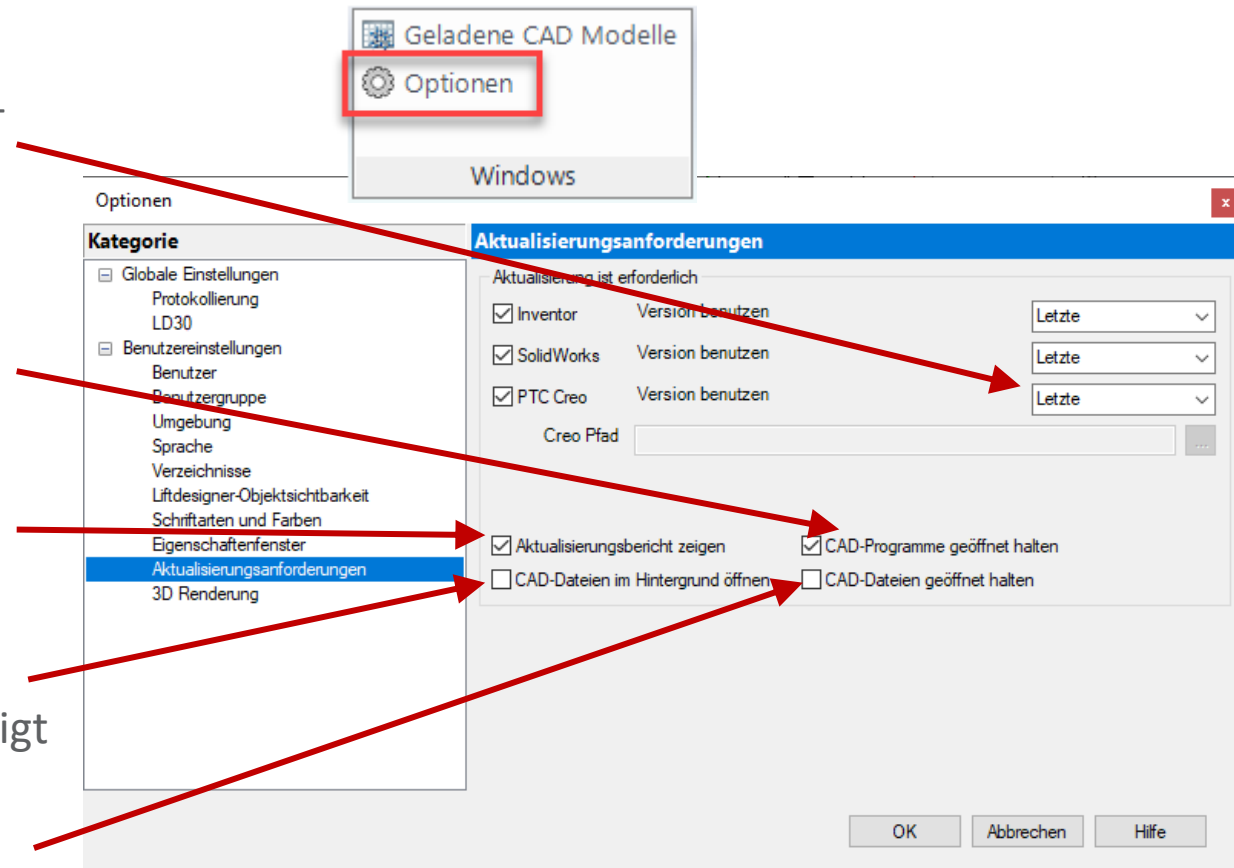 Geladene CAD Modelle
Optionen
Windows
Optionen
x
Kategorie
Globale Einstellungen
Protokollierung
LD30
Benutzereinstellungen
Benutzer
Benutzergruppe
Umgebung
Sprache
Verzeichnisse
Liftdesigner-Objektsichtbarkeit
Schriftarten und Farben
Eigenschaftenfenster
Aktualisierungsanforderungen
3D Renderung
Aktualisierungsanforderungen
Aktualisierung ist erforderlich
Inventor Version benutzen Letzte
SolidWorks Version benutzen Letzte
PTC Creo Version benutzen Letzte
Creo Pfad ...
Aktualisierungsbericht zeigen CAD-Programme geöffnet halten
CAD-Dateien im Hintergrund öffnen CAD-Dateien geöffnet halten
igt
OK Abbrechen Hilfe